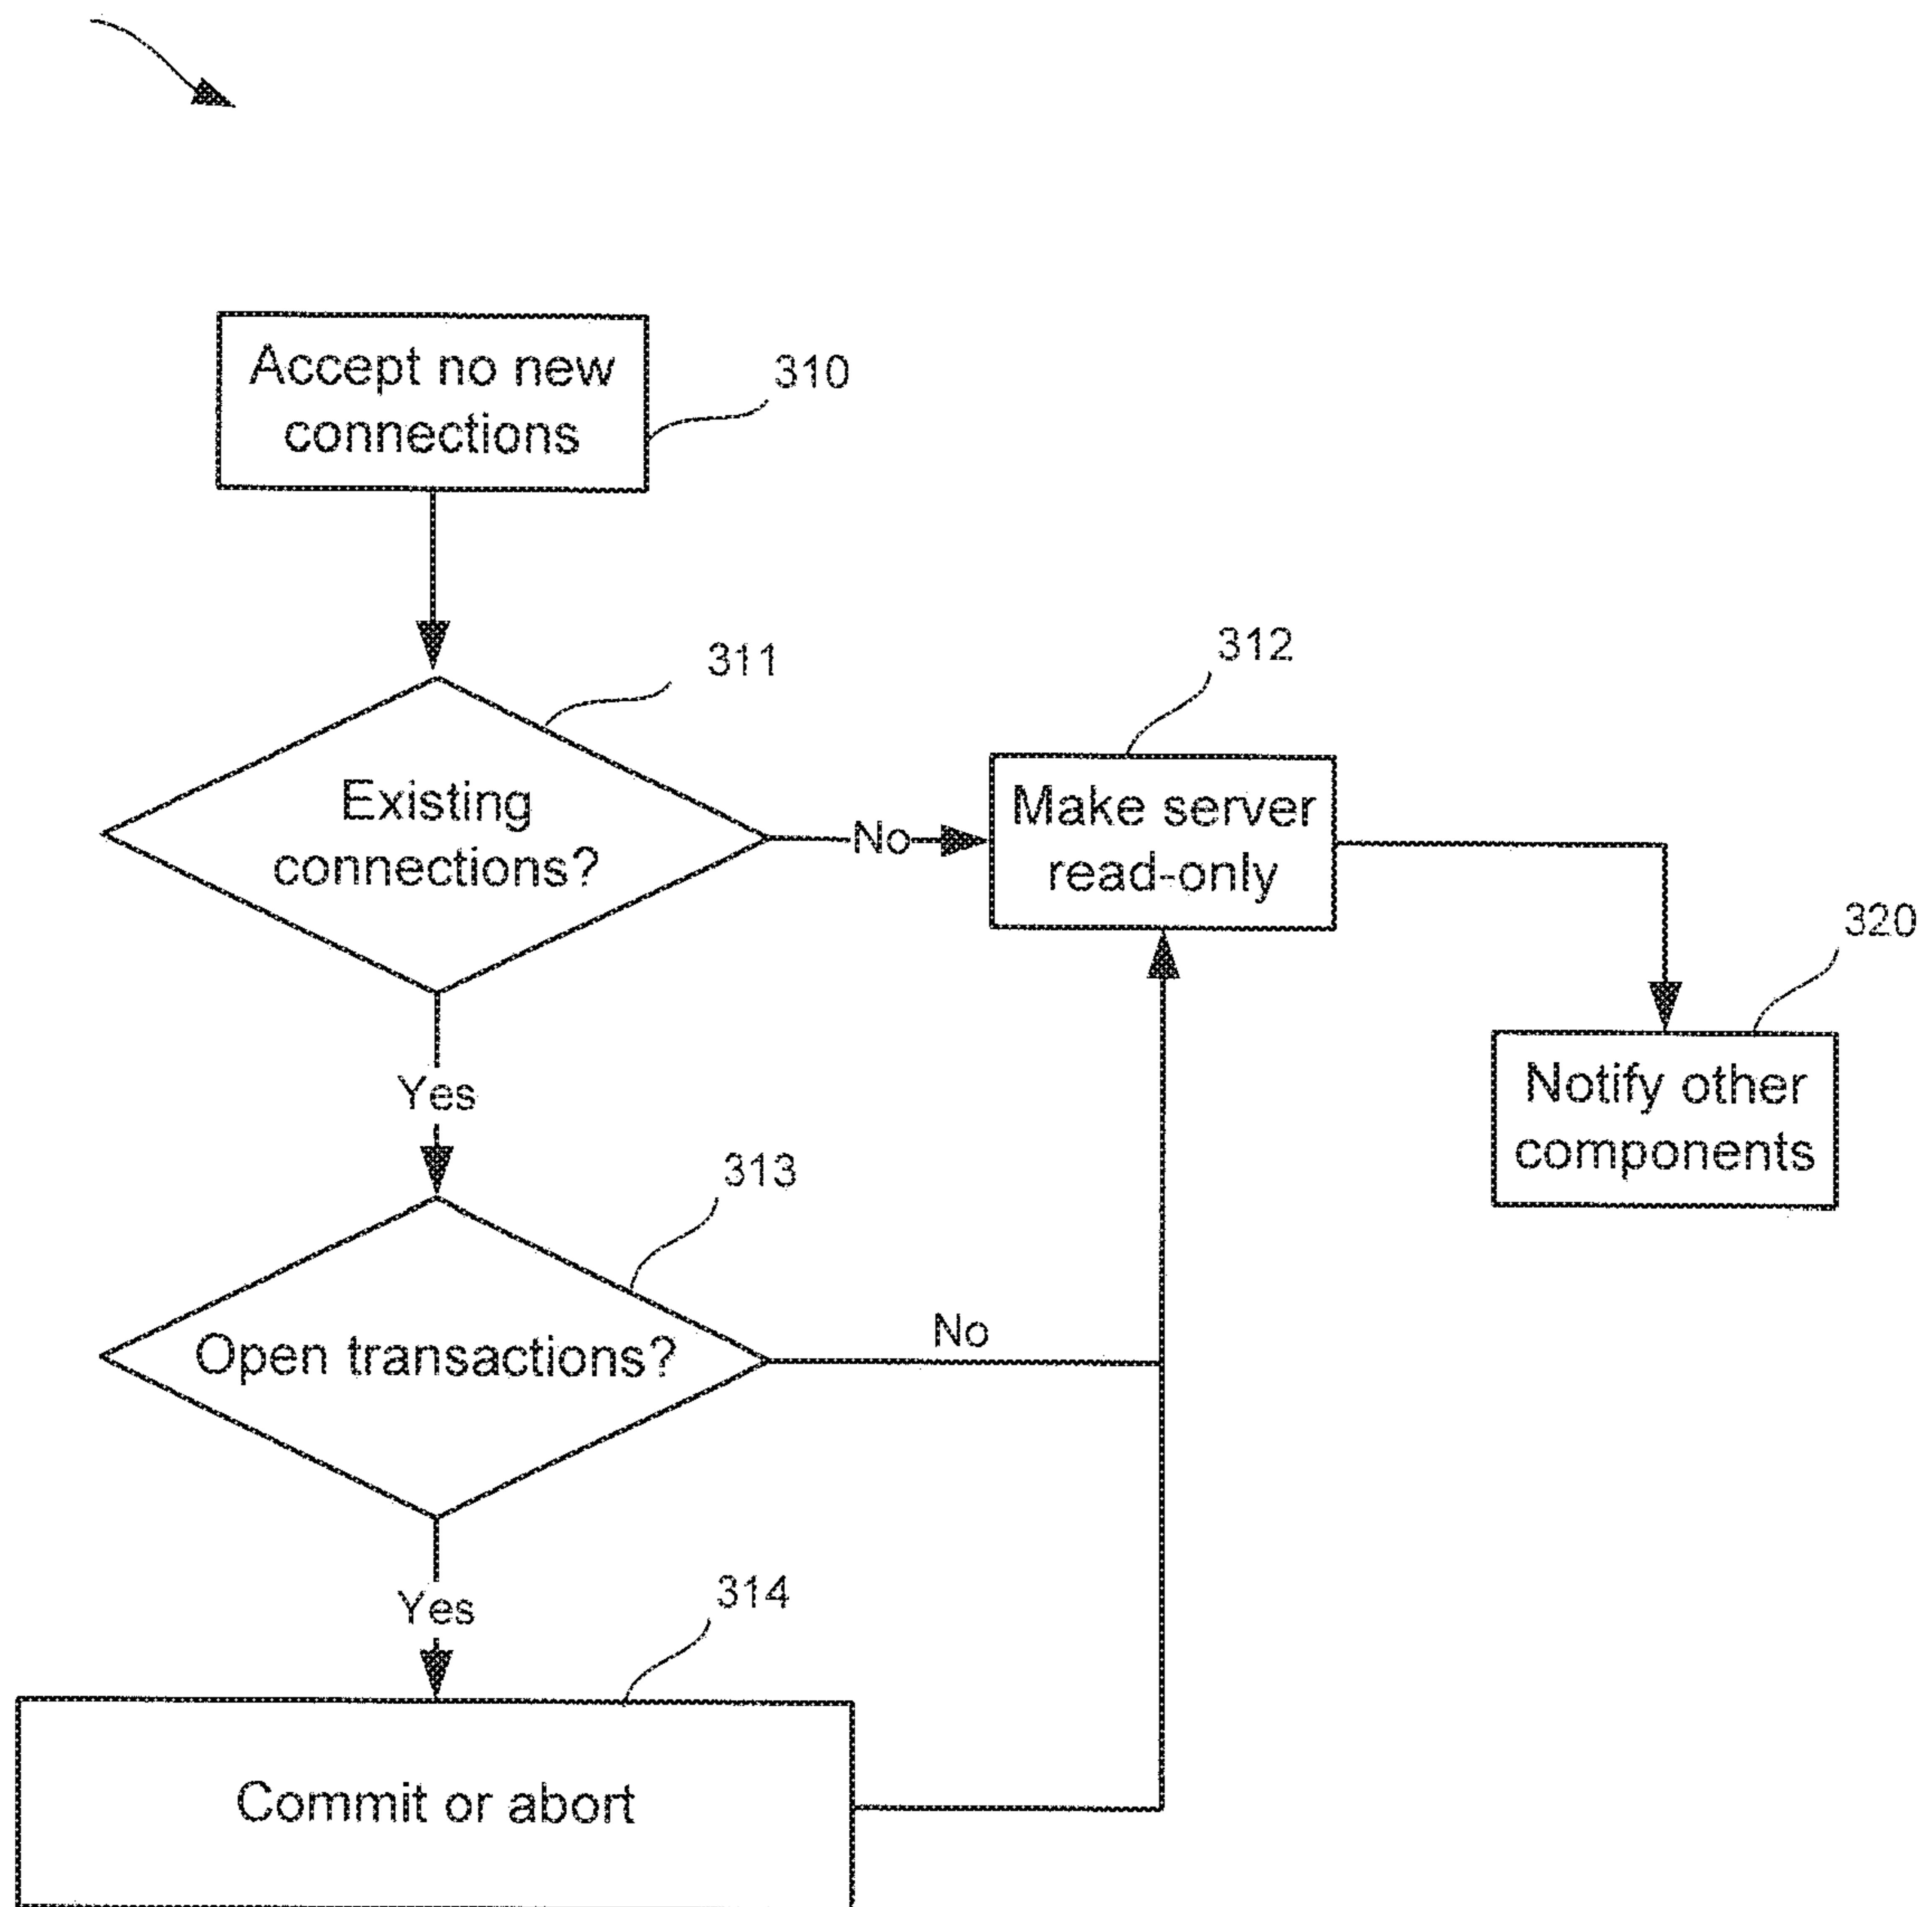 Accept no new
connections
310
311
Existing
connections?
No
312
Make server
read-only
320
Notify other
components
Yes
313
Open transactions?
No
Yes
314
Commit or abort